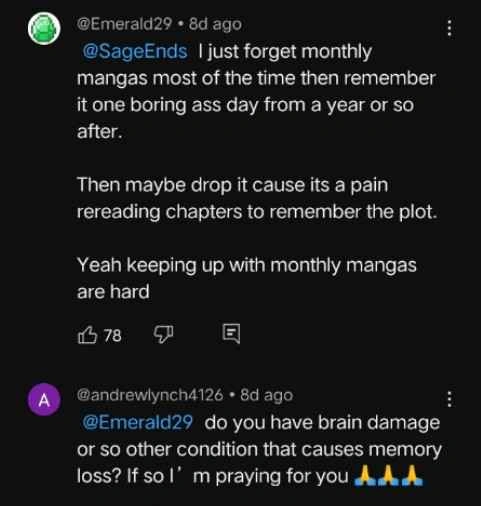 @Emerald29 • 8d ago
@SageEnds I just forget monthly
mangas most of the time then remember
it one boring ass day from a year or so
after.
Then maybe drop it cause its a pain
rereading chapters to remember the plot.
Yeah keeping up with monthly mangas
are hard
78
A
@andrewlynch4126 • 8d ago
@Emerald29 do you have brain damage
or so other condition that causes memory
loss? If so I’m praying for you 🙏🙏🙏